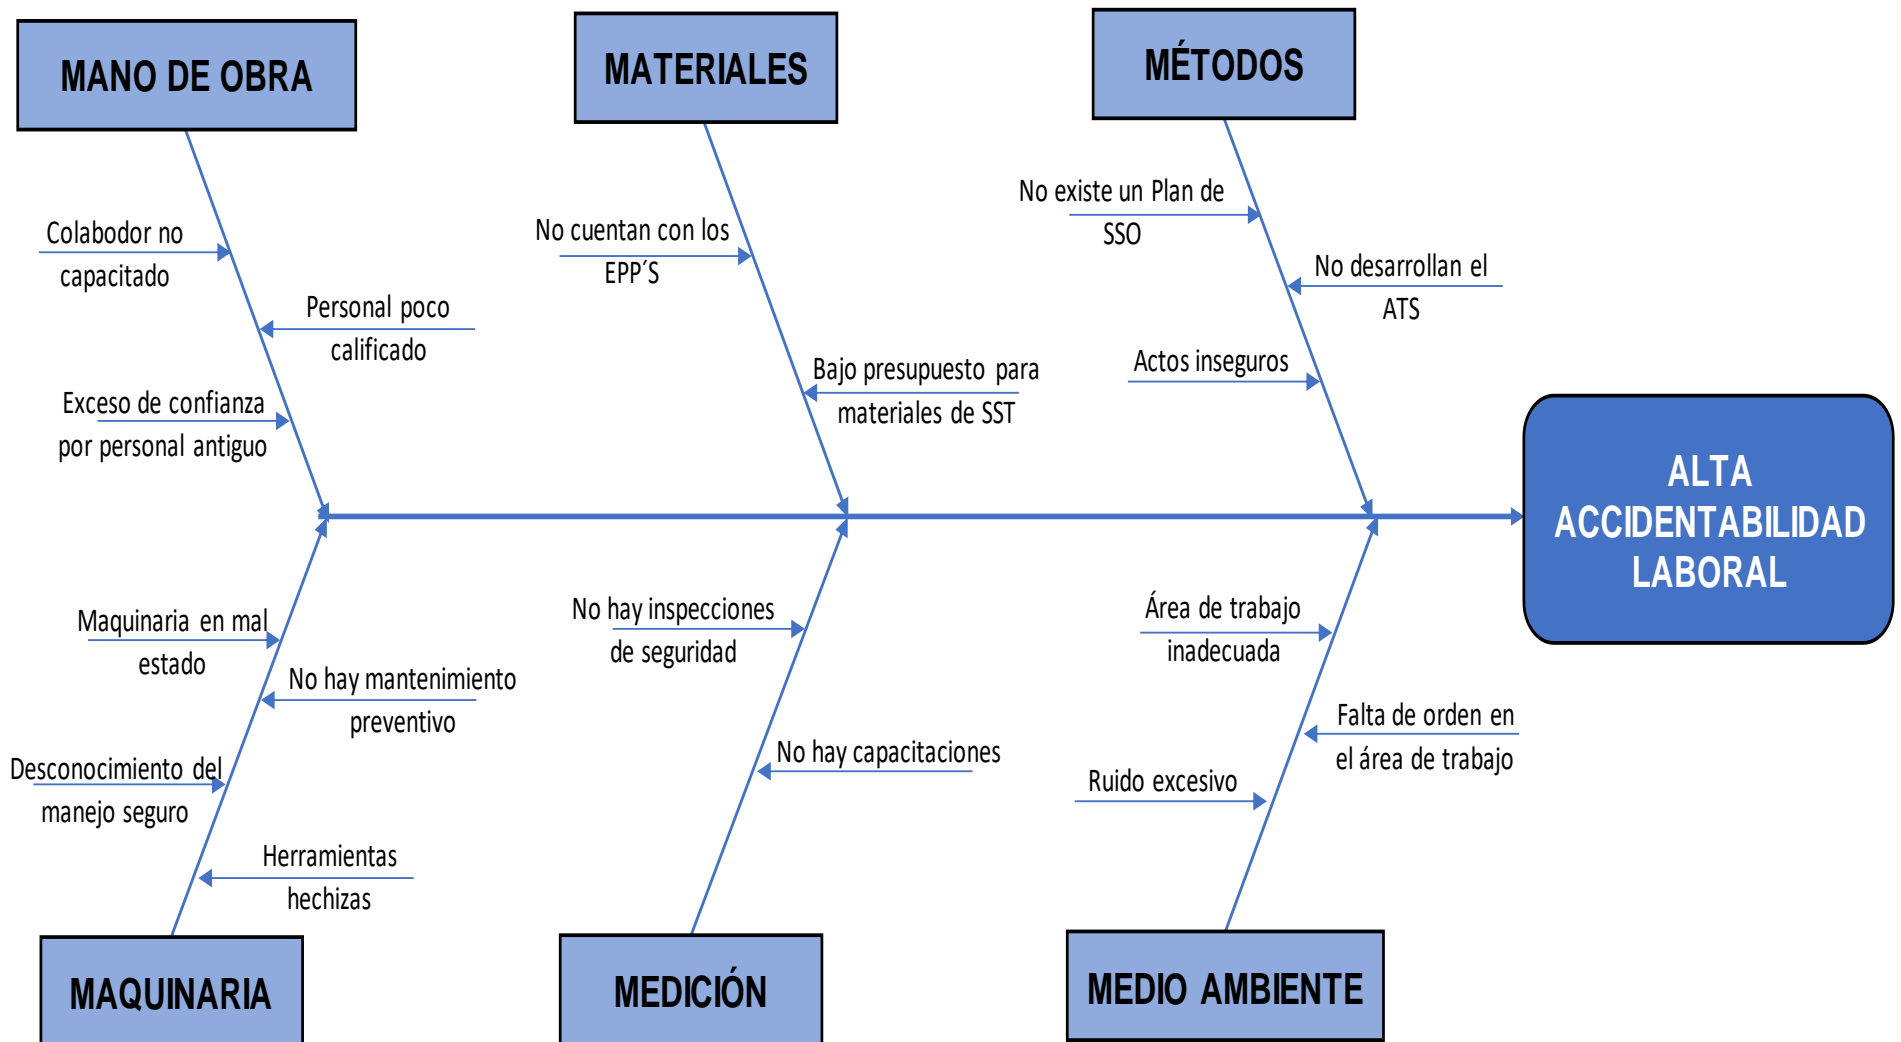 MANO DE OBRA
MATERIALES
MÉTODOS
Colabodor no
capacitado
Personal poco
calificado
Exceso de confianza
por personal antiguo
No cuentan con los
EPP´S
Bajo presupuesto para
materiales de SST
No existe un Plan de
SSO
No desarrollan el
ATS
Actos inseguros
ALTA
ACCIDENTABILIDAD
LABORAL
Maquinaria en mal
estado
No hay mantenimiento
preventivo
Desconocimiento del
manejo seguro
Herramientas
hechizas
No hay inspecciones
de seguridad
No hay capacitaciones
Área de trabajo
inadecuada
Falta de orden en
el área de trabajo
Ruido excesivo
MAQUINARIA
MEDICIÓN
MEDIO AMBIENTE